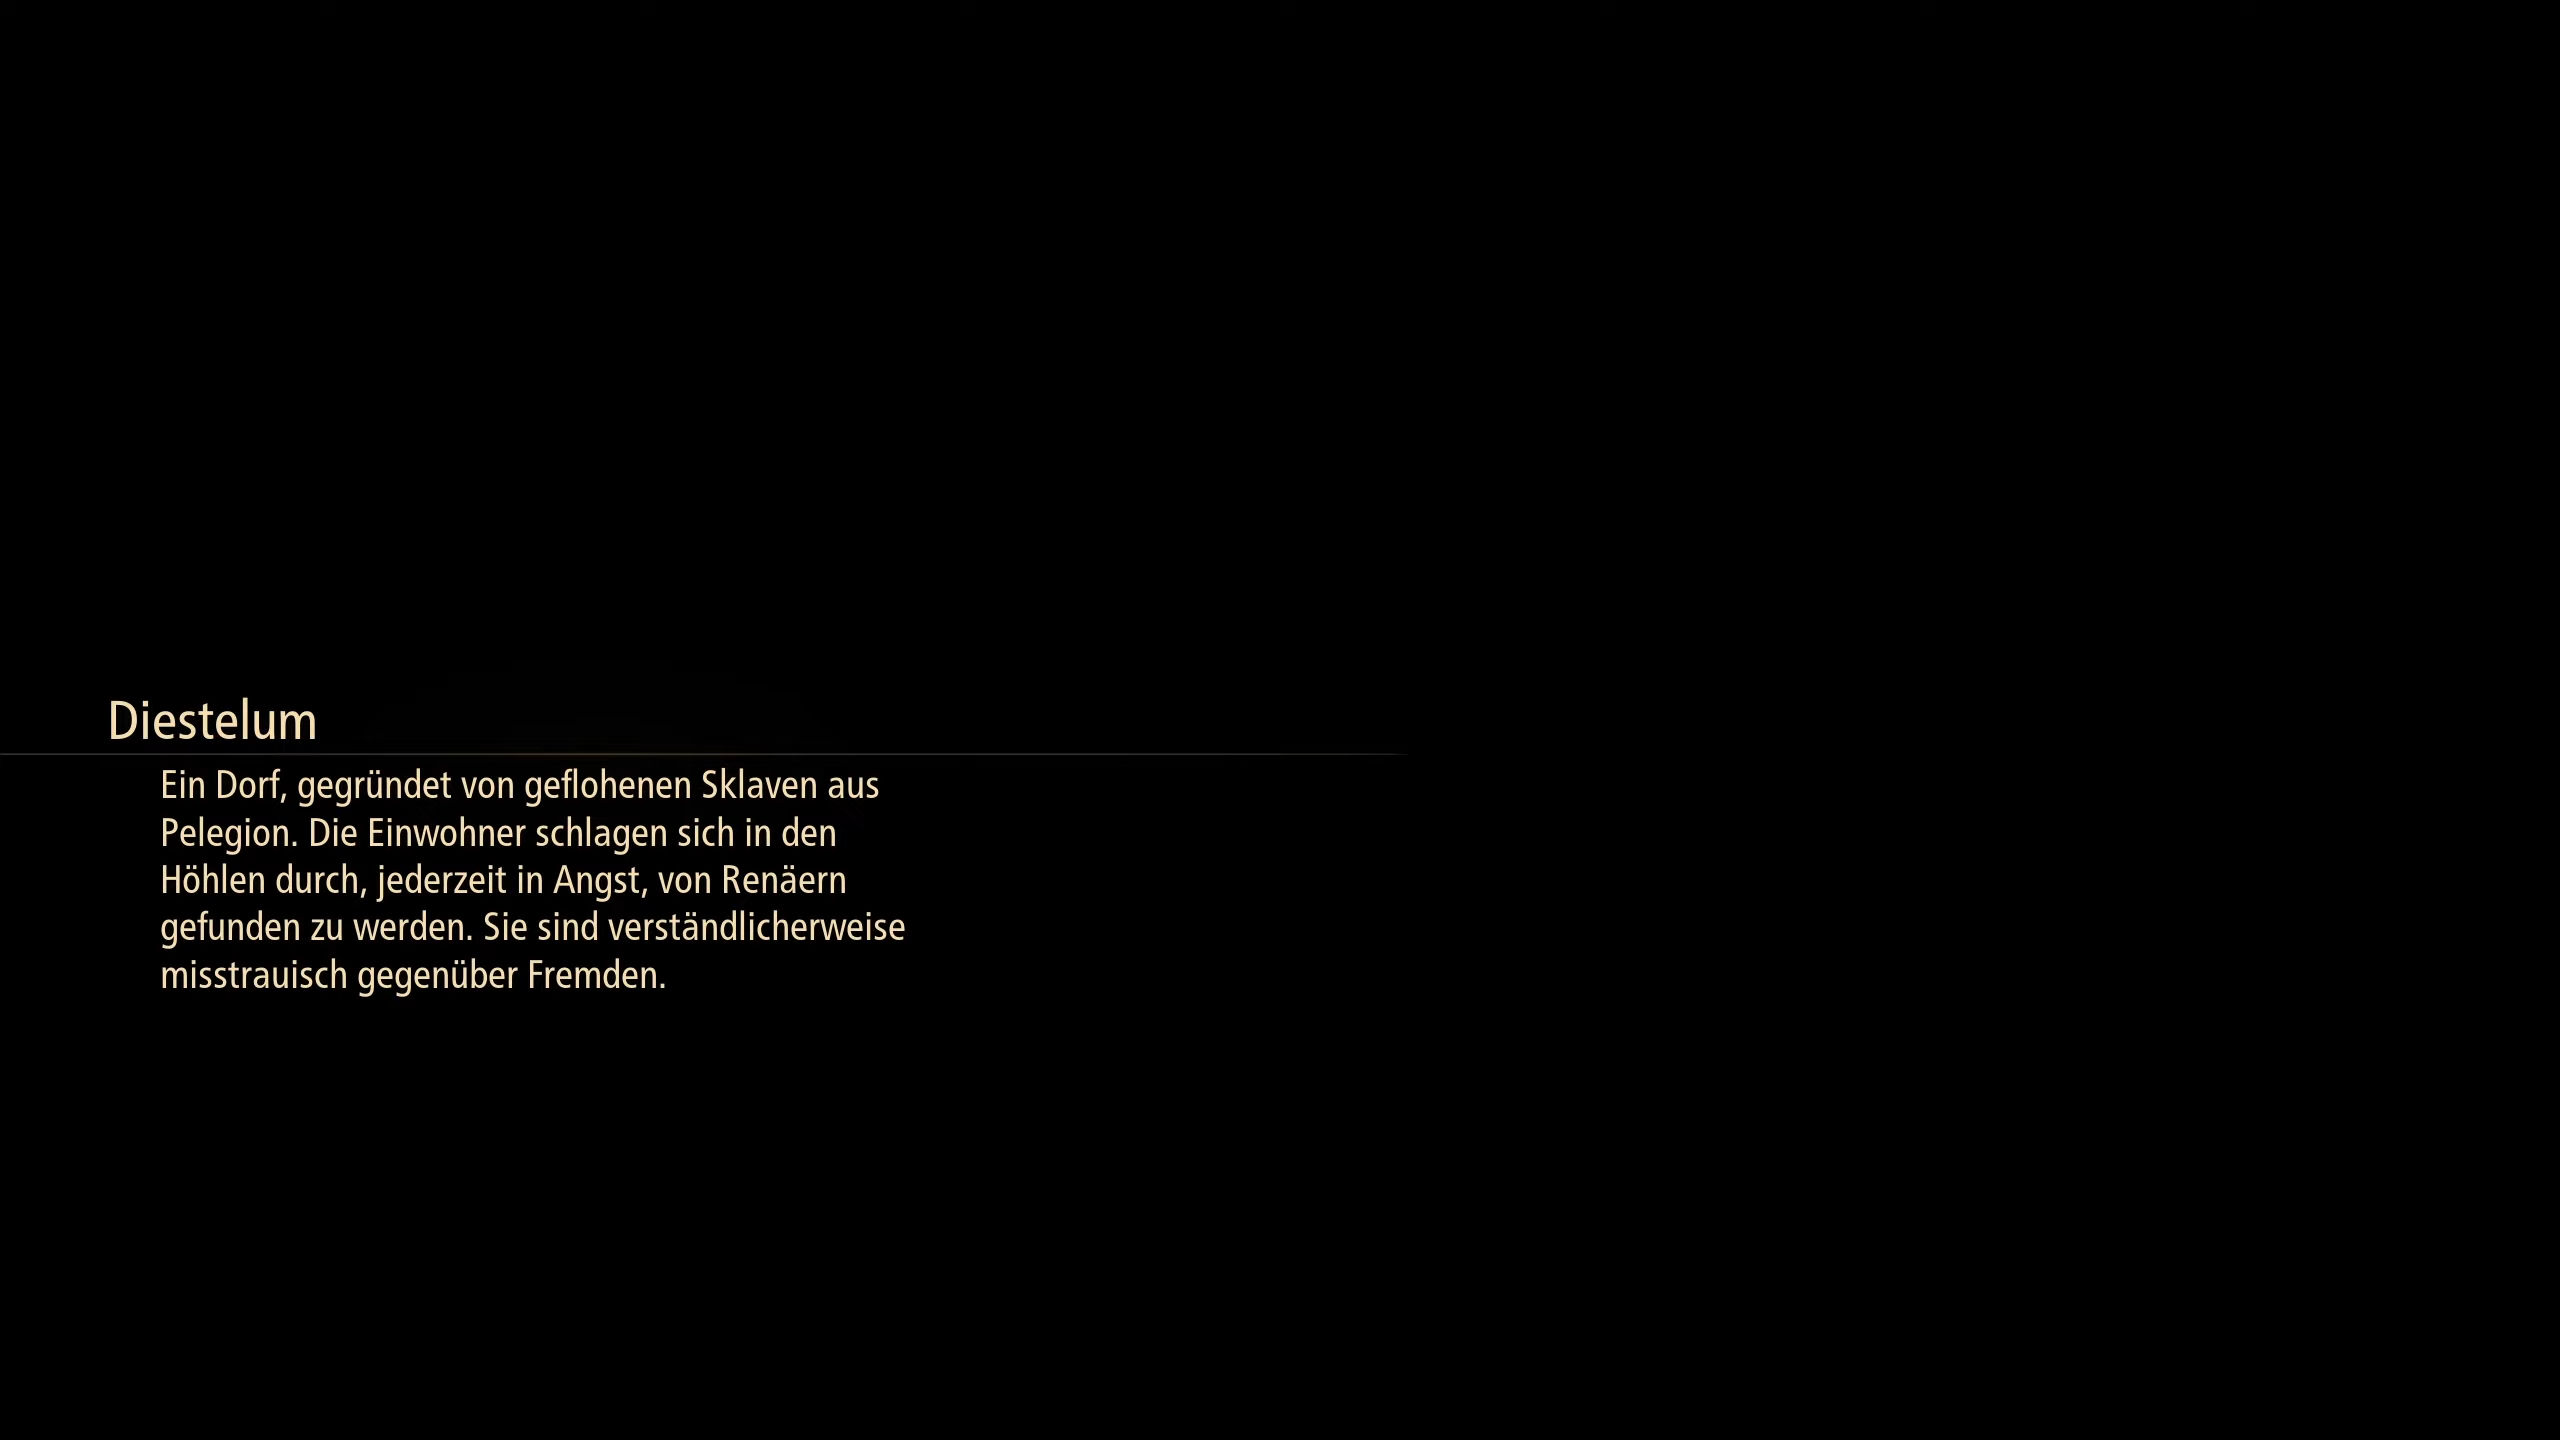 Diestelum
Ein Dorf, gegründet von geflohenen Sklaven aus
Pelegion. Die Einwohner schlagen sich in den
Höhlen durch, jederzeit in Angst, von Renäern
gefunden zu werden. Sie sind verständlicherweise
misstrauisch gegenüber Fremden.